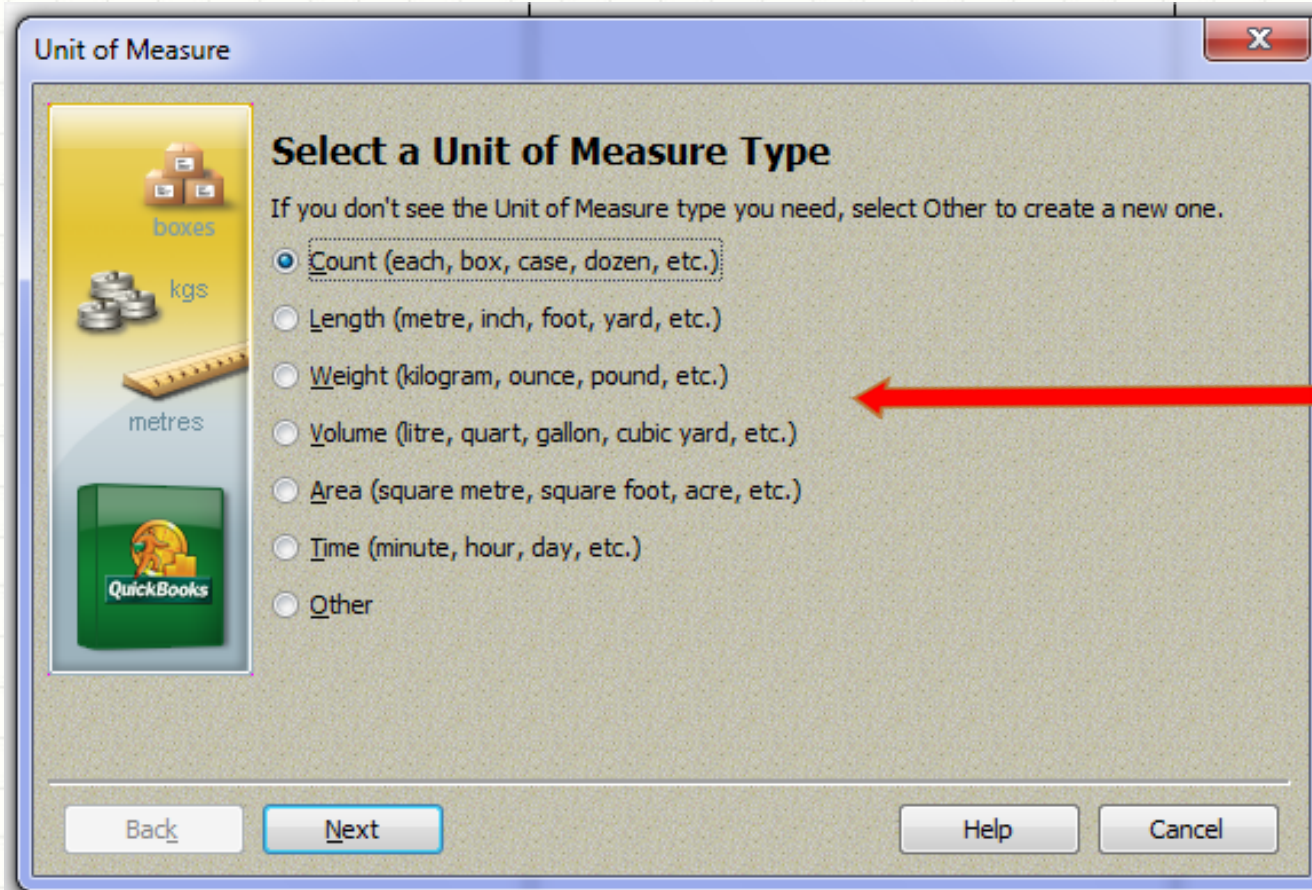 Unit of Measure
X
boxes
kgs
metres
QuickBooks
Select a Unit of Measure Type
If you don't see the Unit of Measure type you need, select Other to create a new one.
Count (each, box, case, dozen, etc.)
Length (metre, inch, foot, yard, etc.)
Weight (kilogram, ounce, pound, etc.)
Volume (litre, quart, gallon, cubic yard, etc.)
Area (square metre, square foot, acre, etc.)
Time (minute, hour, day, etc.)
Other
Back
Next
Help
Cancel